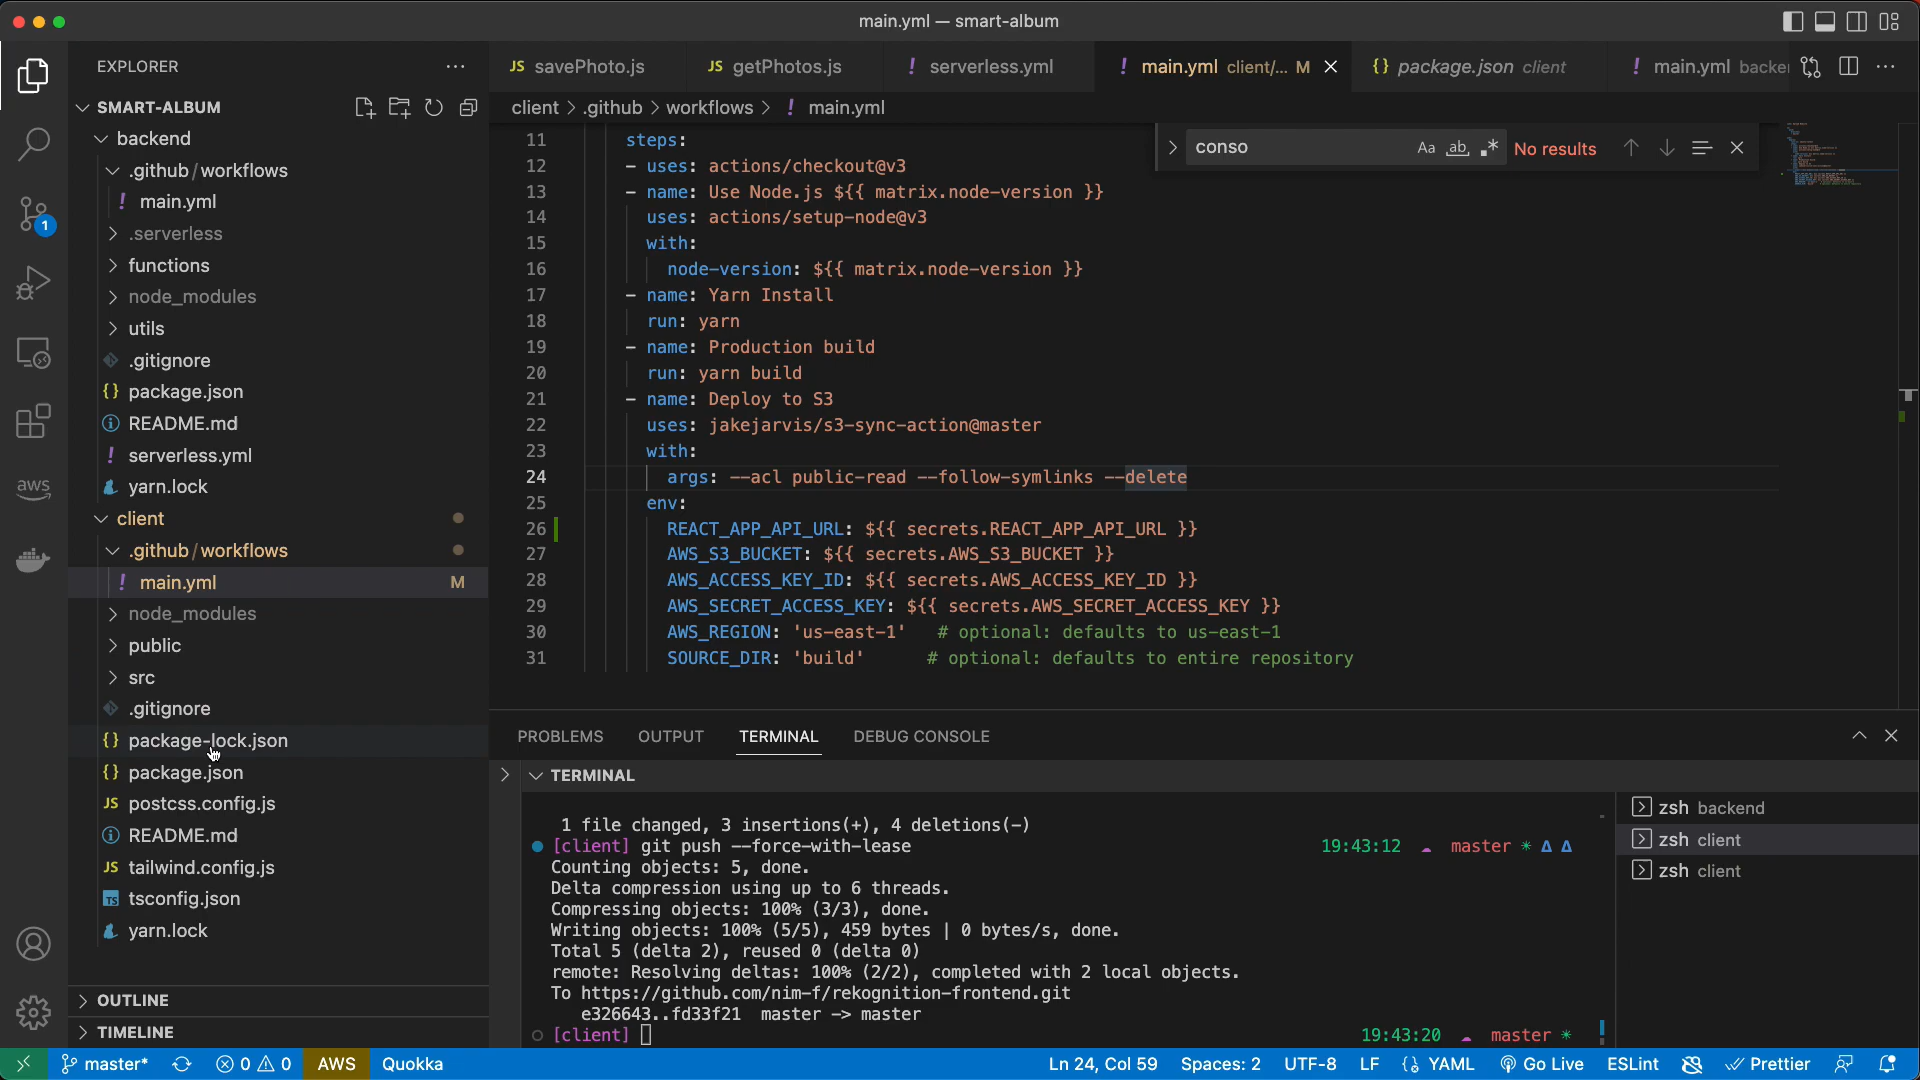 main.yml — smart-album
EXPLORER
SMART-ALBUM
backend
.github/workflows
! main.yml
.serverless
functions
node_modules
utils
.gitignore
{} package.json
README.md
! serverless.yml
yarn.lock
client
.github/workflows
! main.yml M
node_modules
public
src
.gitignore
{} package-lock.json
{} package.json
JS postcss.config.js
README.md
JS tailwind.config.js
TS tsconfig.json
yarn.lock
OUTLINE
TIMELINE
1
aws
JS savePhoto.js
JS getPhotos.js
! serverless.yml
! main.yml client/... M
{} package.json client
! main.yml backe
client > .github > workflows > ! main.yml
conso
Aa ab
No results
11 steps:
12 - uses: actions/checkout@v3
13 - name: Use Node.js ${{ matrix.node-version }}
14 uses: actions/setup-node@v3
15 with:
16 node-version: ${{ matrix.node-version }}
17 - name: Yarn Install
18 run: yarn
19 - name: Production build
20 run: yarn build
21 - name: Deploy to S3
22 uses: jakejarvis/s3-sync-action@master
23 with:
24 args: --acl public-read --follow-symlinks --delete
25 env:
26 REACT_APP_API_URL: ${{ secrets.REACT_APP_API_URL }}
27 AWS_S3_BUCKET: ${{ secrets.AWS_S3_BUCKET }}
28 AWS_ACCESS_KEY_ID: ${{ secrets.AWS_ACCESS_KEY_ID }}
29 AWS_SECRET_ACCESS_KEY: ${{ secrets.AWS_SECRET_ACCESS_KEY }}
30 AWS_REGION: 'us-east-1' # optional: defaults to us-east-1
31 SOURCE_DIR: 'build' # optional: defaults to entire repository
PROBLEMS OUTPUT TERMINAL DEBUG CONSOLE
TERMINAL
1 file changed, 3 insertions(+), 4 deletions(-)
[client] git push --force-with-lease 19:43:12 master
Counting objects: 5, done.
Delta compression using up to 6 threads.
Compressing objects: 100% (3/3), done.
Writing objects: 100% (5/5), 459 bytes | 0 bytes/s, done.
Total 5 (delta 2), reused 0 (delta 0)
remote: Resolving deltas: 100% (2/2), completed with 2 local objects.
To https://github.com/nim-f/rekognition-frontend.git
e326643..fd33f21 master -> master
[client] 19:43:20 master
zsh backend
zsh client
zsh client
master* 0 0 AWS Quokka Ln 24, Col 59 Spaces: 2 UTF-8 LF {} YAML Go Live ESLint Prettier